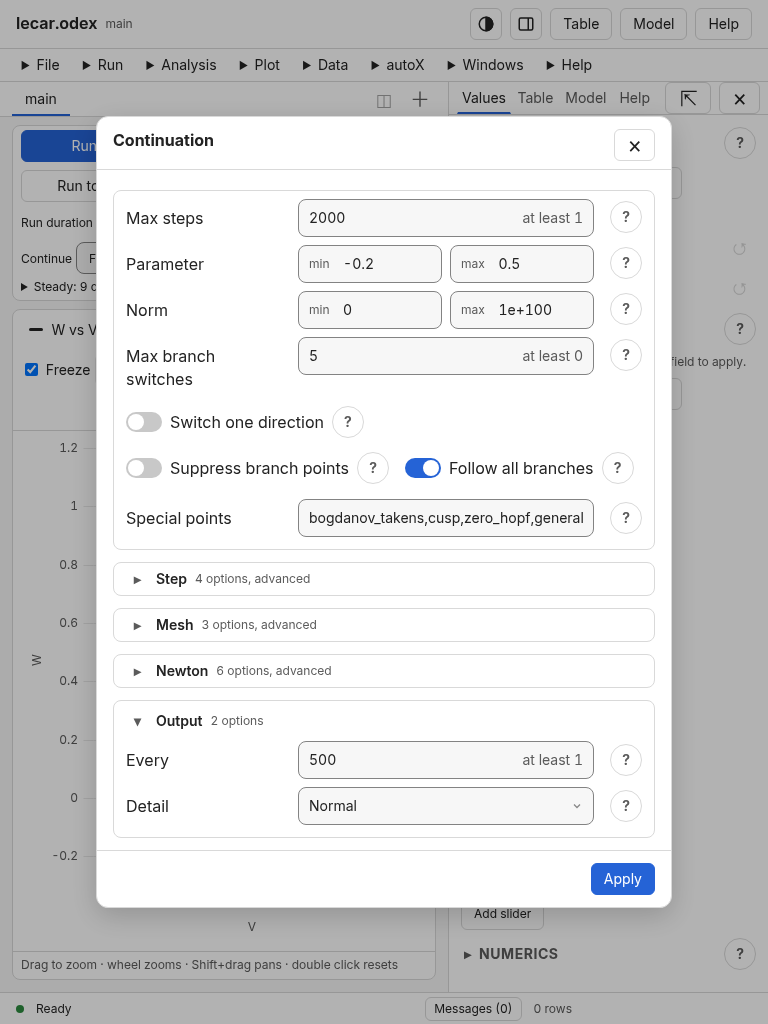 lecar.odex main
Table Model Help
File Run Analysis Plot Data autoX Windows Help
main
Values Table Model Help
Continuation
Run
Run to
Run duration
Continue
Steady: 9
W vs V
Freeze
field to apply.
Max steps 2000 at least 1 ?
Parameter min -0.2 max 0.5 ?
Norm min 0 max 1e+100 ?
Max branch switches 5 at least 0 ?
Switch one direction ?
Suppress branch points ? Follow all branches ?
Special points bogdanov_takens,cusp,zero_hopf,general ?
Step 4 options, advanced
Mesh 3 options, advanced
Newton 6 options, advanced
Output 2 options
Every 500 at least 1 ?
Detail Normal ?
Apply
1.2
1
0.8
0.6
W
0.4
0.2
0
-0.2
V
Add slider
NUMERICS ?
Drag to zoom · wheel zooms · Shift+drag pans · double click resets
Ready Messages (0) 0 rows